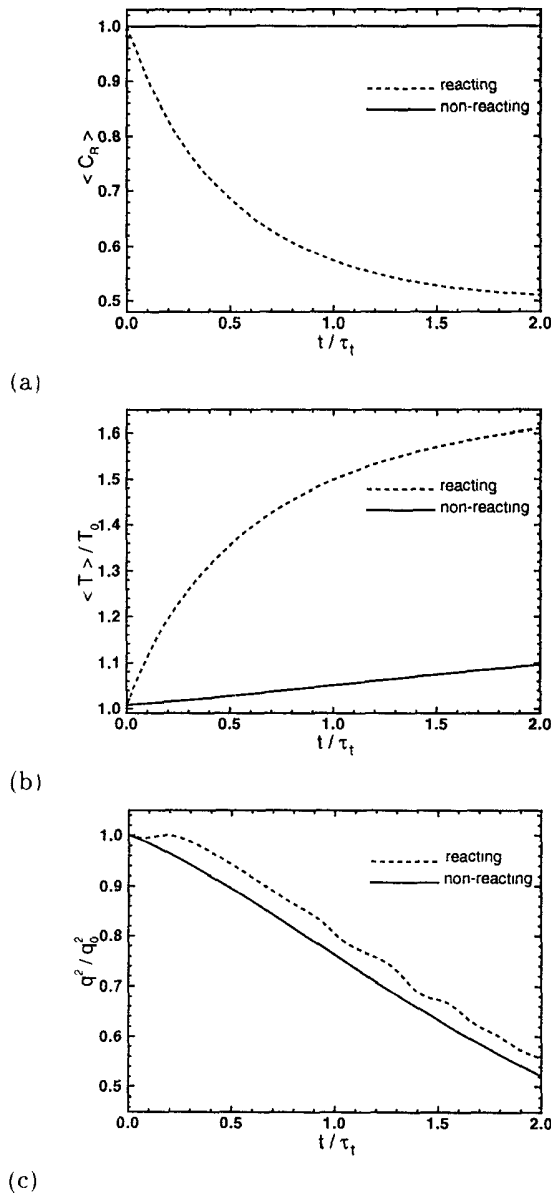 1.0
0.9
0.8
0.7
0.6
0.5
< C_R >
reacting
non-reacting
0.0 0.5 1.0 1.5 2.0
t / τ_t
(a)
1.6
1.5
1.4
1.3
1.2
1.1
1.0
< T > / T_0
reacting
non-reacting
0.0 0.5 1.0 1.5 2.0
t / τ_t
(b)
1.0
0.9
0.8
0.7
0.6
0.5
q^2 / q_0^2
reacting
non-reacting
0.0 0.5 1.0 1.5 2.0
t / τ_t
(c)